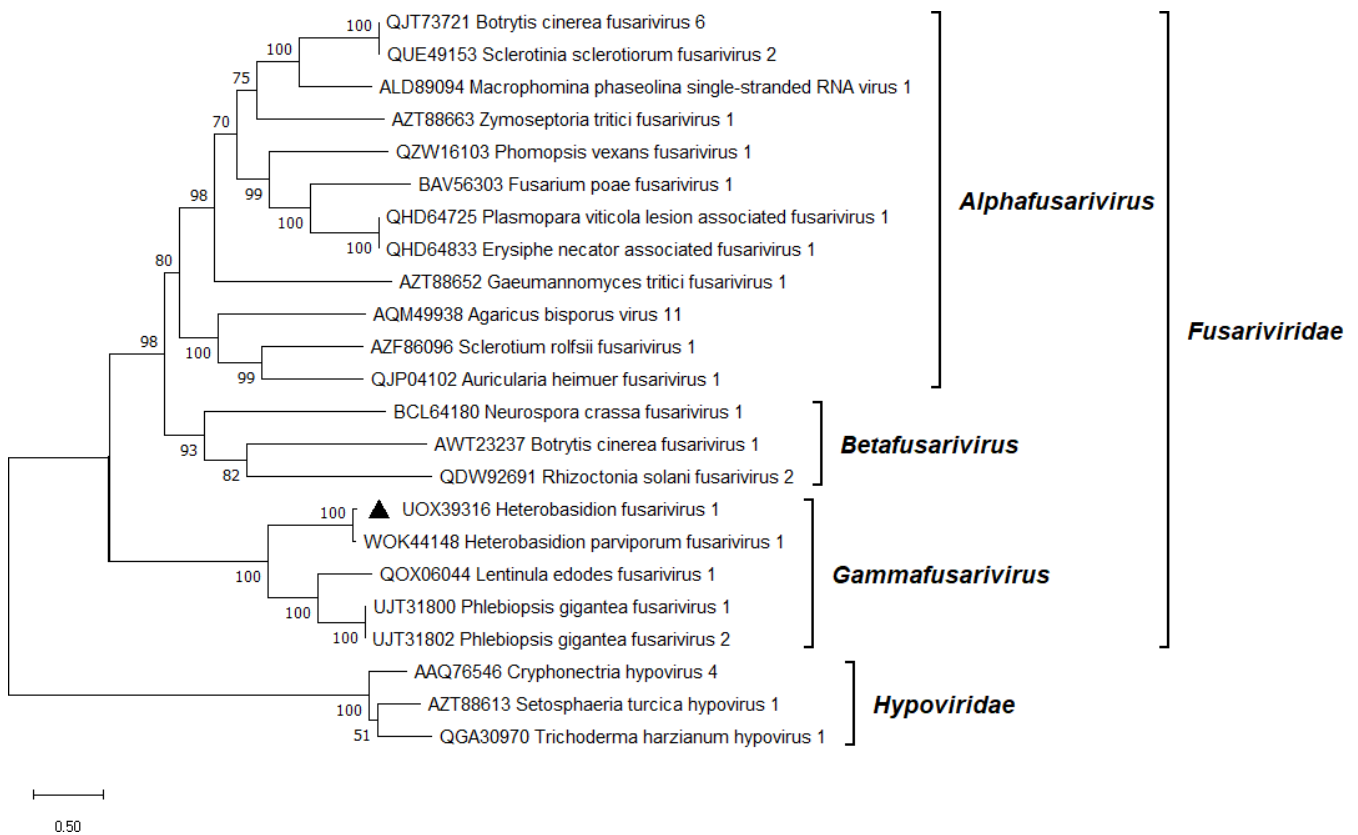 100 QJT73721 Botrytis cinerea fusarivirus 6
100 QUE49153 Sclerotinia sclerotiorum fusarivirus 2
75 ALD89094 Macrophomina phaseolina single-stranded RNA virus 1
70 AZT88663 Zymoseptoria tritici fusarivirus 1
QZW16103 Phomopsis vexans fusarivirus 1
99 BAV56303 Fusarium poae fusarivirus 1
98 Alphafusarivirus
100 QHD64725 Plasmopara viticola lesion associated fusarivirus 1
100 QHD64833 Erysiphe necator associated fusarivirus 1
80 AZT88652 Gaeumannomyces tritici fusarivirus 1
AQM49938 Agaricus bisporus virus 11
98 Fusariviridae
100 AZF86096 Sclerotium rolfsii fusarivirus 1
99 QJP04102 Auricularia heimuer fusarivirus 1
BCL64180 Neurospora crassa fusarivirus 1
93 AWT23237 Botrytis cinerea fusarivirus 1 Betafusarivirus
82 QDW92691 Rhizoctonia solani fusarivirus 2
100 UOX39316 Heterobasidion fusarivirus 1
WOK44148 Heterobasidion parviporum fusarivirus 1
100 QOX06044 Lentinula edodes fusarivirus 1 Gammafusarivirus
100 UJT31800 Phlebiopsis gigantea fusarivirus 1
100 UJT31802 Phlebiopsis gigantea fusarivirus 2
AAQ76546 Cryphonectria hypovirus 4
100 AZT88613 Setosphaeria turcica hypovirus 1 Hypoviridae
51 QGA30970 Trichoderma harzianum hypovirus 1
0.50